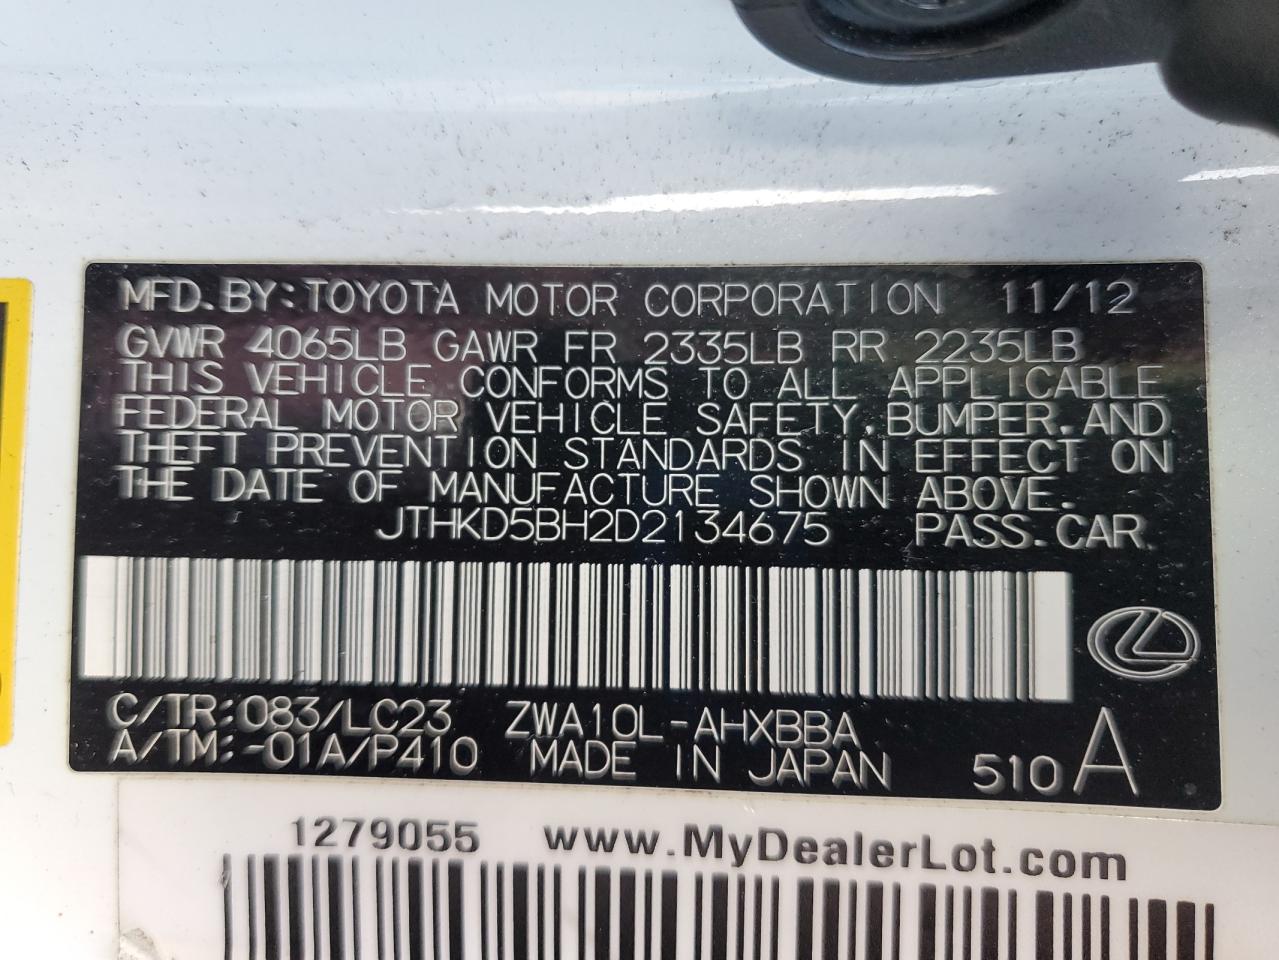 MFD.BY:TOYOTA MOTOR CORPORATION 11/12
GVWR 4065LB GAWR FR 2335LB RR 2235LB
THIS VEHICLE CONFORMS TO ALL APPLICABLE
FEDERAL MOTOR VEHICLE SAFETY,BUMPER,AND
THEFT PREVENTION STANDARDS IN EFFECT ON
THE DATE OF MANUFACTURE SHOWN ABOVE.
JTHKD5BH2D2134675 PASS.CAR
C/TR:083/LC23 ZWA10L-AHXBBA
A/TM:-01A/P410 MADE IN JAPAN 510 A
1279055 www.MyDealerLot.com